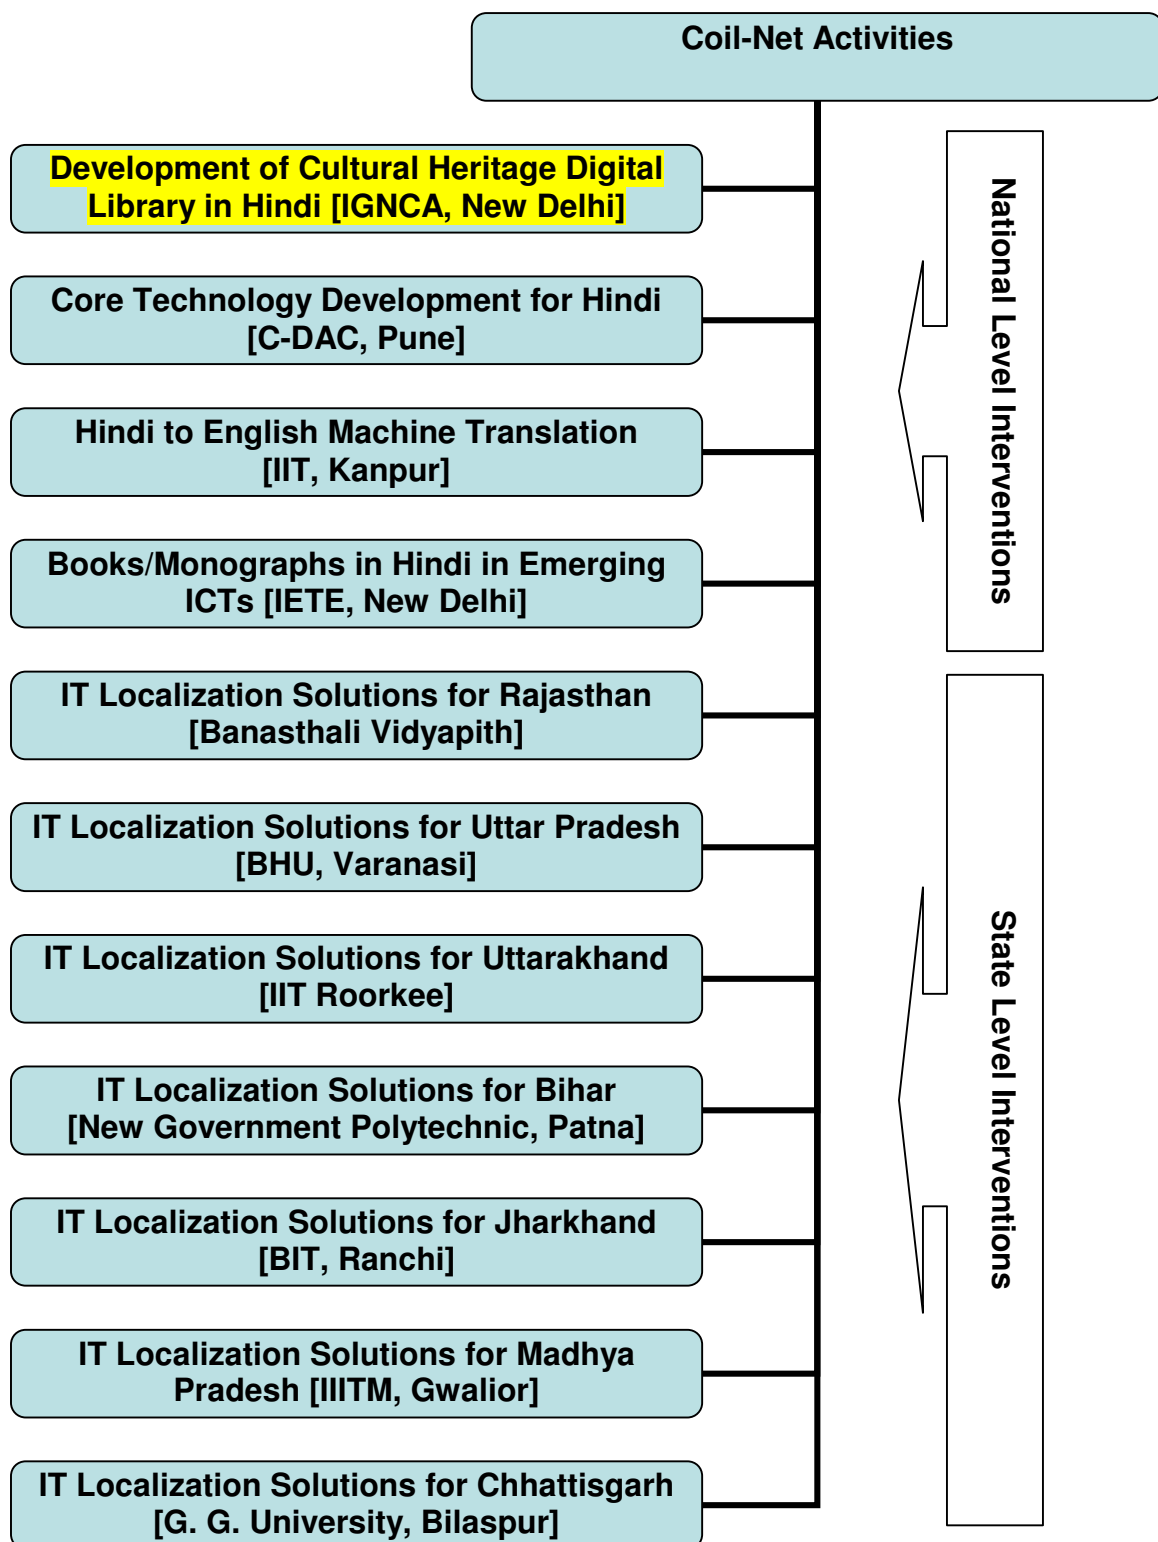 Coil-Net Activities
Development of Cultural Heritage Digital
Library in Hindi [IGNCA, New Delhi]
Core Technology Development for Hindi
[C-DAC, Pune]
Hindi to English Machine Translation
[IIT, Kanpur]
Books/Monographs in Hindi in Emerging
ICTs [IETE, New Delhi]
National Level Interventions
IT Localization Solutions for Rajasthan
[Banasthali Vidyapith]
IT Localization Solutions for Uttar Pradesh
[BHU, Varanasi]
IT Localization Solutions for Uttarakhand
[IIT Roorkee]
IT Localization Solutions for Bihar
[New Government Polytechnic, Patna]
IT Localization Solutions for Jharkhand
[BIT, Ranchi]
IT Localization Solutions for Madhya
Pradesh [IIITM, Gwalior]
IT Localization Solutions for Chhattisgarh
[G. G. University, Bilaspur]
State Level Interventions